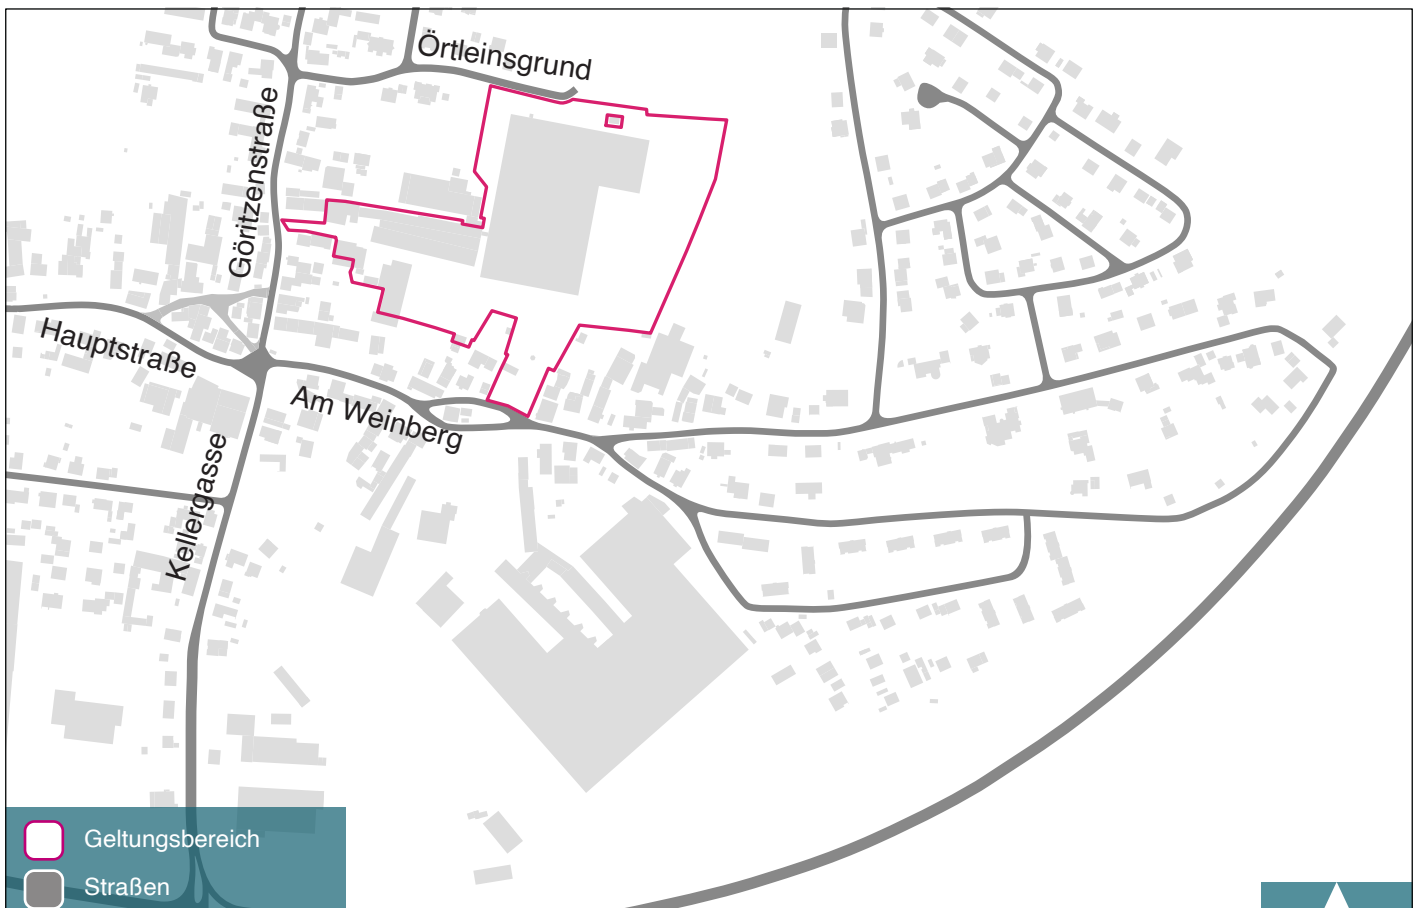 Örtleinsgrund
Göritzenstraße
Hauptstraße
Am Weinberg
Kellergasse
Geltungsbereich
Straßen